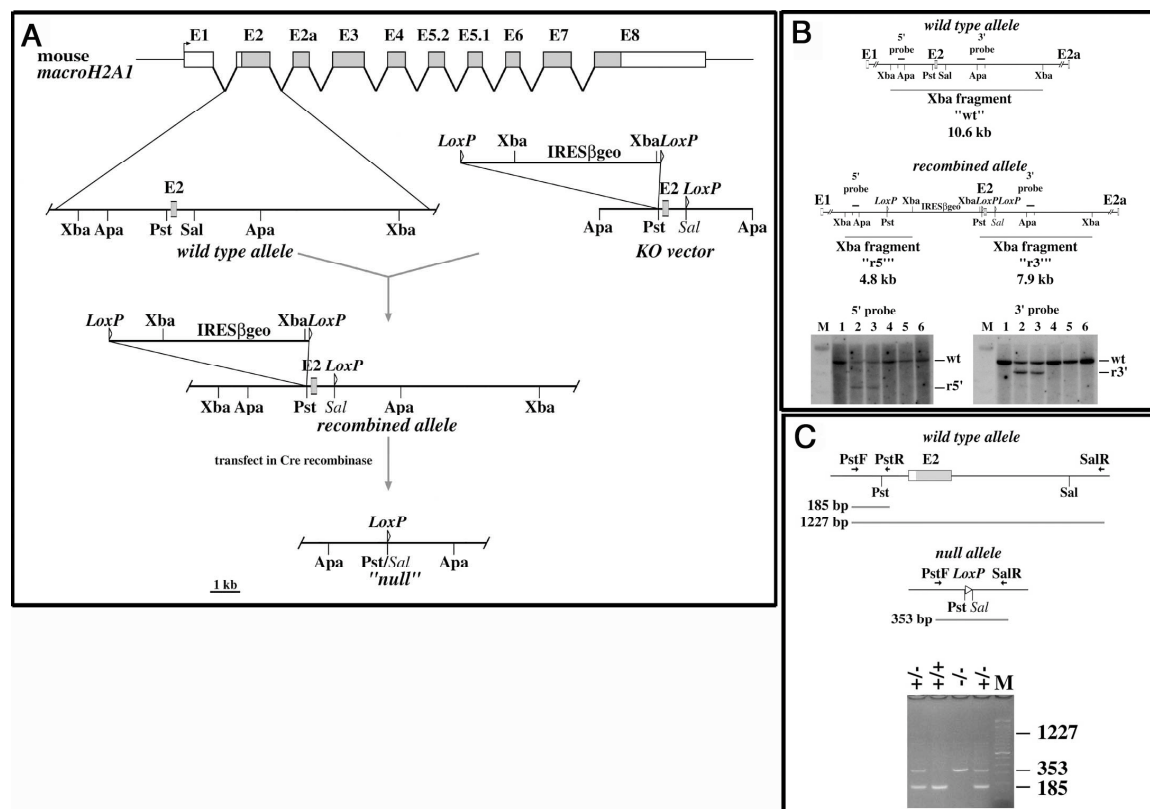 A
E1 E2 E2a E3 E4 E5.2 E5.1 E6 E7 E8
mouse
macroH2A1
LoxP Xba Xba LoxP
IRESβgeo
E2
E2 LoxP
Xba Apa Pst Sal Apa Xba
wild type allele
Apa Pst Sal Apa
KO vector
LoxP Xba IRESβgeo Xba LoxP
E2 LoxP
Xba Apa Pst Sal Apa Xba
recombined allele
transfect in Cre recombinase
LoxP
Apa Pst/Sal Apa
"null"
1 kb
B
wild type allele
E1 5' probe E2 3' probe E2a
Xba Apa Pst Sal Apa Xba
Xba fragment
"wt"
10.6 kb
recombined allele
E1 5' probe LoxP Xba IRESβgeo Xba LoxP E2 LoxP 3' probe E2a
Xba Apa Pst Pst Sal Apa Xba
Xba fragment Xba fragment
"r5'" "r3'"
4.8 kb 7.9 kb
5' probe 3' probe
M 1 2 3 4 5 6 M 1 2 3 4 5 6
wt wt
r5' r3'
C
wild type allele
PstF PstR E2 SalR
Pst Sal
185 bp
1227 bp
null allele
PstF LoxP SalR
Pst Sal
353 bp
+/- +/+ -/- +/- M
1227
353
185